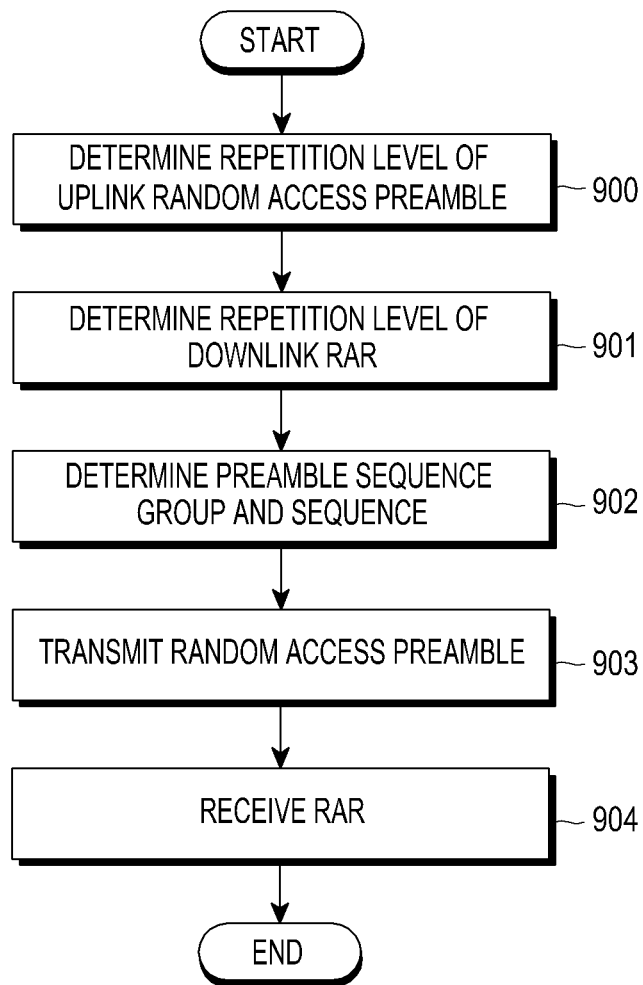 START
DETERMINE REPETITION LEVEL OF
UPLINK RANDOM ACCESS PREAMBLE
900
DETERMINE REPETITION LEVEL OF
DOWNLINK RAR
901
DETERMINE PREAMBLE SEQUENCE
GROUP AND SEQUENCE
902
TRANSMIT RANDOM ACCESS PREAMBLE
903
RECEIVE RAR
904
END